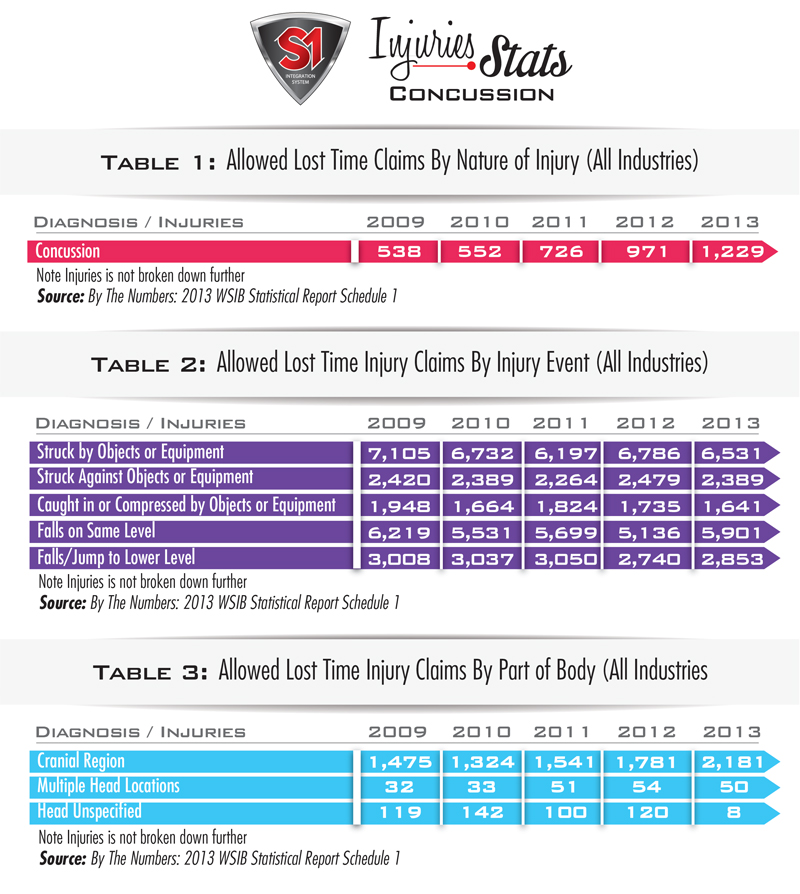 S1
INTEGRATION
SYSTEM
Injuries Stats
CONCUSSION
TABLE 1: Allowed Lost Time Claims By Nature of Injury (All Industries)
DIAGNOSIS / INJURIES 2009 2010 2011 2012 2013
Concussion 538 552 726 971 1,229
Note Injuries is not broken down further
Source: By The Numbers: 2013 WSIB Statistical Report Schedule 1
TABLE 2: Allowed Lost Time Injury Claims By Injury Event (All Industries)
DIAGNOSIS / INJURIES 2009 2010 2011 2012 2013
Struck by Objects or Equipment 7,105 6,732 6,197 6,786 6,531
Struck Against Objects or Equipment 2,420 2,389 2,264 2,479 2,389
Caught in or Compressed by Objects or Equipment 1,948 1,664 1,824 1,735 1,641
Falls on Same Level 6,219 5,531 5,699 5,136 5,901
Falls/Jump to Lower Level 3,008 3,037 3,050 2,740 2,853
Note Injuries is not broken down further
Source: By The Numbers: 2013 WSIB Statistical Report Schedule 1
TABLE 3: Allowed Lost Time Injury Claims By Part of Body (All Industries
DIAGNOSIS / INJURIES 2009 2010 2011 2012 2013
Cranial Region 1,475 1,324 1,541 1,781 2,181
Multiple Head Locations 32 33 51 54 50
Head Unspecified 119 142 100 120 8
Note Injuries is not broken down further
Source: By The Numbers: 2013 WSIB Statistical Report Schedule 1